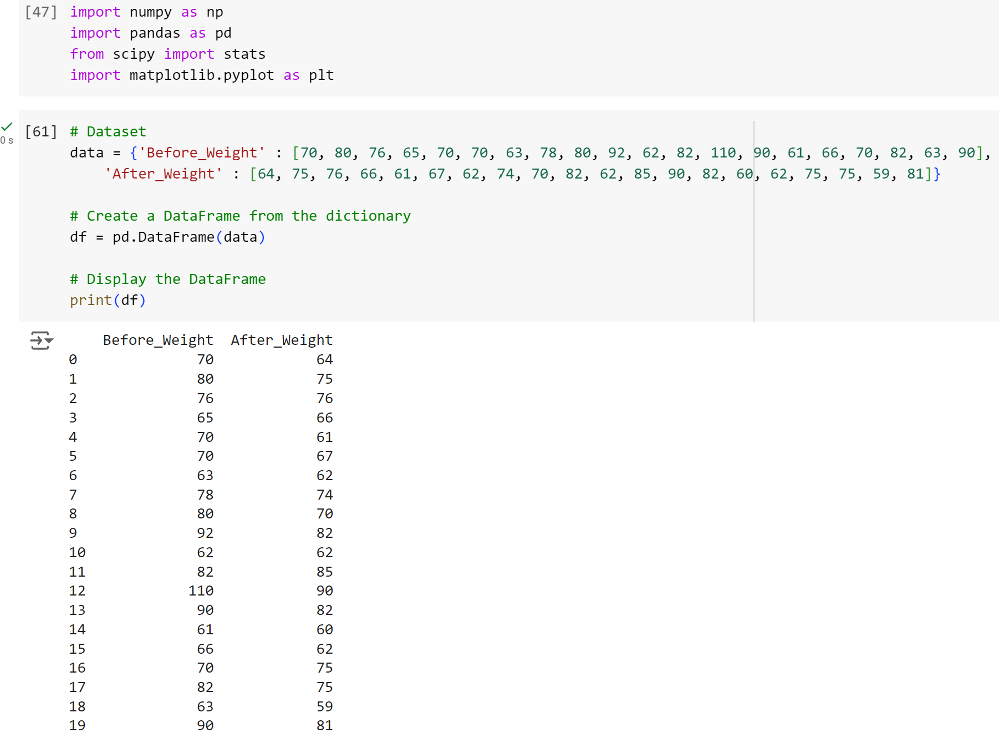 [47] import numpy as np
import pandas as pd
from scipy import stats
import matplotlib.pyplot as plt
[61] # Dataset
0 s
data = {'Before_Weight' : [70, 80, 76, 65, 70, 70, 63, 78, 80, 92, 62, 82, 110, 90, 61, 66, 70, 82, 63, 90],
'After_Weight' : [64, 75, 76, 66, 61, 67, 62, 74, 70, 82, 62, 85, 90, 82, 60, 62, 75, 75, 59, 81]}
# Create a DataFrame from the dictionary
df = pd.DataFrame(data)
# Display the DataFrame
print(df)
Before_Weight After_Weight
0 70 64
1 80 75
2 76 76
3 65 66
4 70 61
5 70 67
6 63 62
7 78 74
8 80 70
9 92 82
10 62 62
11 82 85
12 110 90
13 90 82
14 61 60
15 66 62
16 70 75
17 82 75
18 63 59
19 90 81